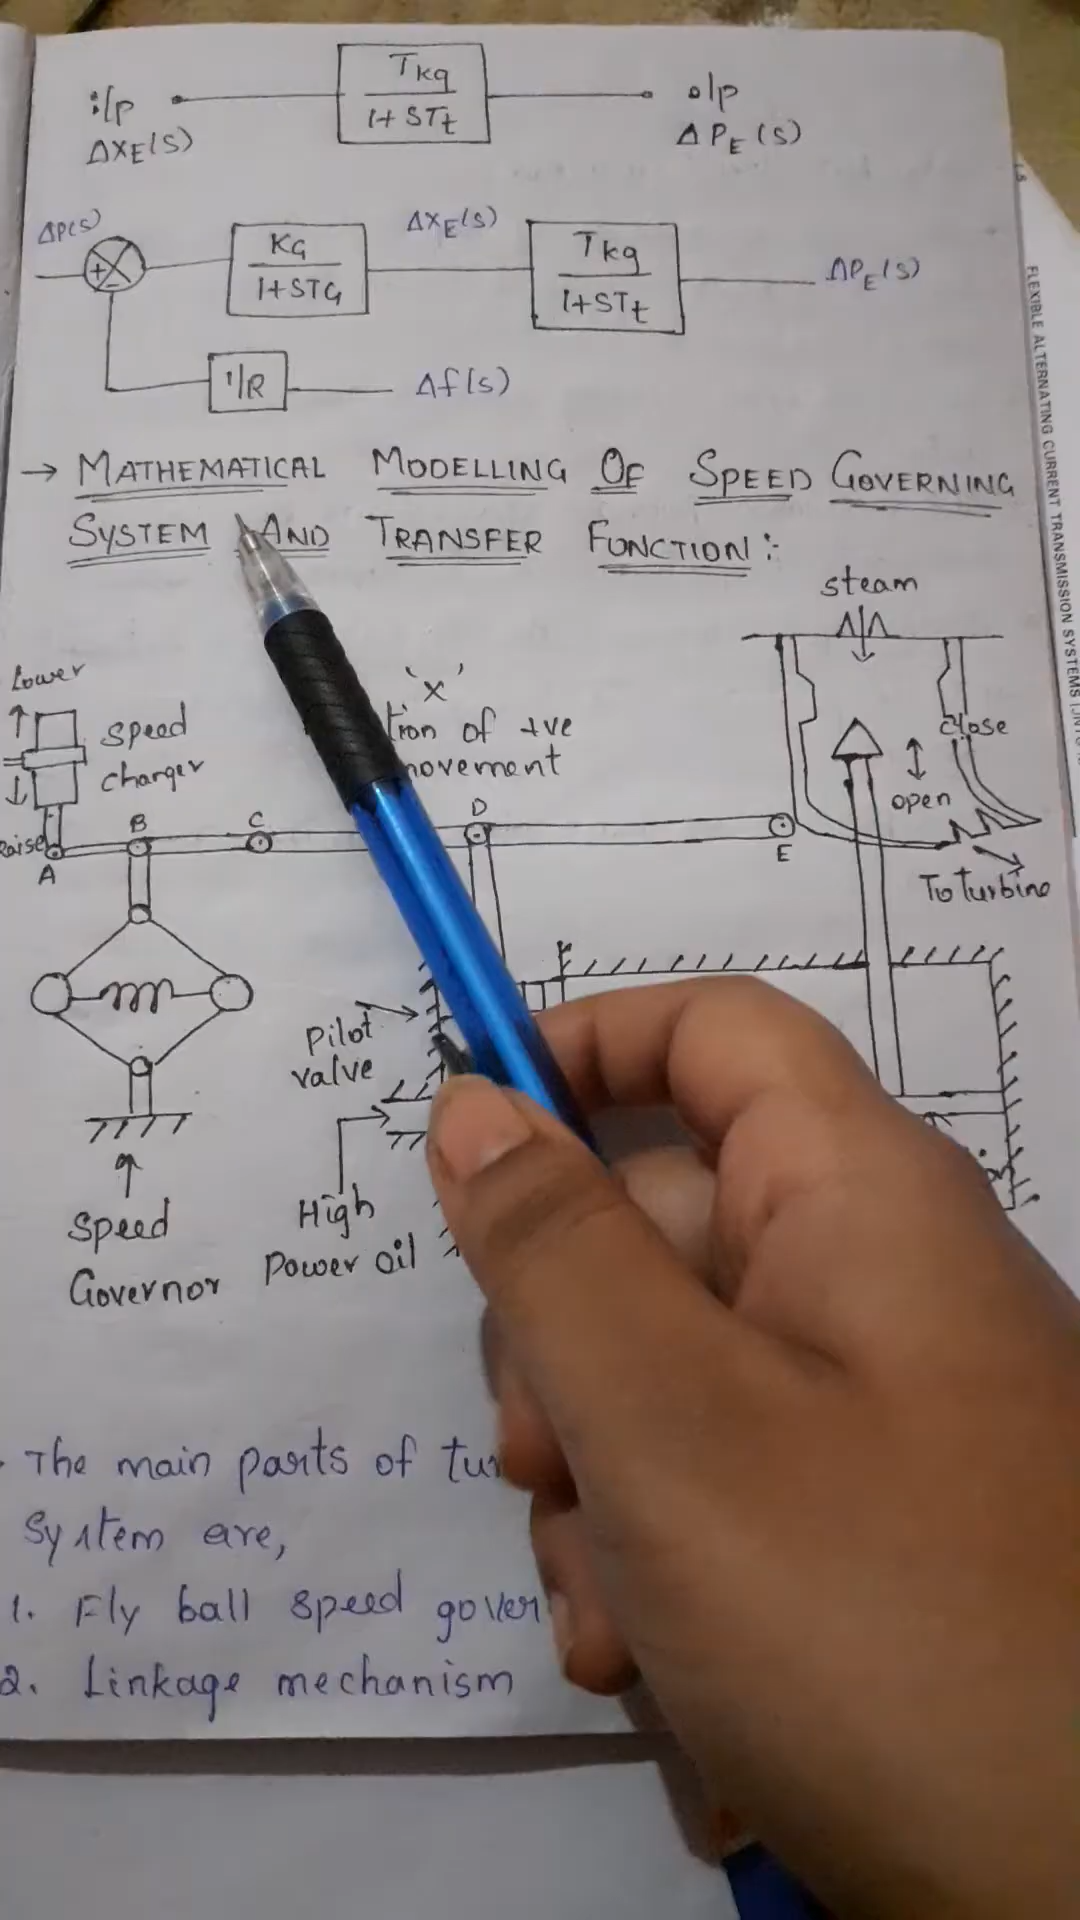 i/p
Tkg
1+STt
o/p
ΔXE(S)
ΔPE(S)
ΔP(S)
KG
1+STG
ΔXE(S)
Tkg
1+STt
ΔPE(S)
+
-
1/R
Δf(S)
→ MATHEMATICAL MODELLING OF SPEED GOVERNING
SYSTEM AND TRANSFER FUNCTION :-
steam
Lower
speed
charger
Raise
'x'
tion of +ve
movement
close
open
To turbine
A
B
C
D
E
Pilot
valve
High
Power oil
Speed
Governor
The main parts of tur
System are,
1. Fly ball speed gover
2. Linkage mechanism
FLEXIBLE ALTERNATING CURRENT TRANSMISSION SYSTEMS